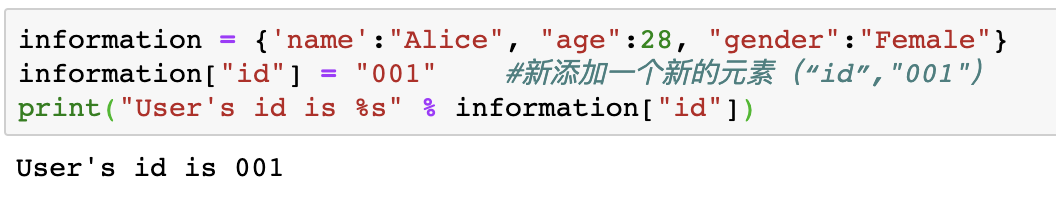 information = {'name':"Alice", "age":28, "gender":"Female"}
information["id"] = "001"    #新添加一个新的元素（“id”,"001"）
print("User's id is %s" % information["id"])
User's id is 001